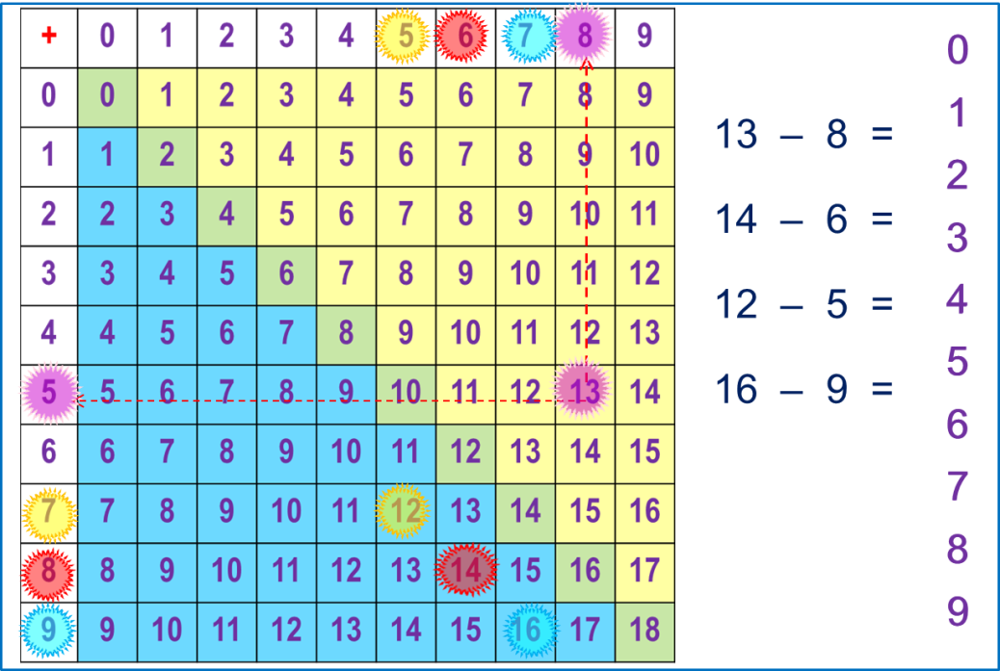 + 0 1 2 3 4 5 6 7 8 9
0 0 1 2 3 4 5 6 7 8 9
1 1 2 3 4 5 6 7 8 9 10
2 2 3 4 5 6 7 8 9 10 11
3 3 4 5 6 7 8 9 10 11 12
4 4 5 6 7 8 9 10 11 12 13
5 5 6 7 8 9 10 11 12 13 14
6 6 7 8 9 10 11 12 13 14 15
7 7 8 9 10 11 12 13 14 15 16
8 8 9 10 11 12 13 14 15 16 17
9 9 10 11 12 13 14 15 16 17 18
13 – 8 =
14 – 6 =
12 – 5 =
16 – 9 =
0
1
2
3
4
5
6
7
8
9